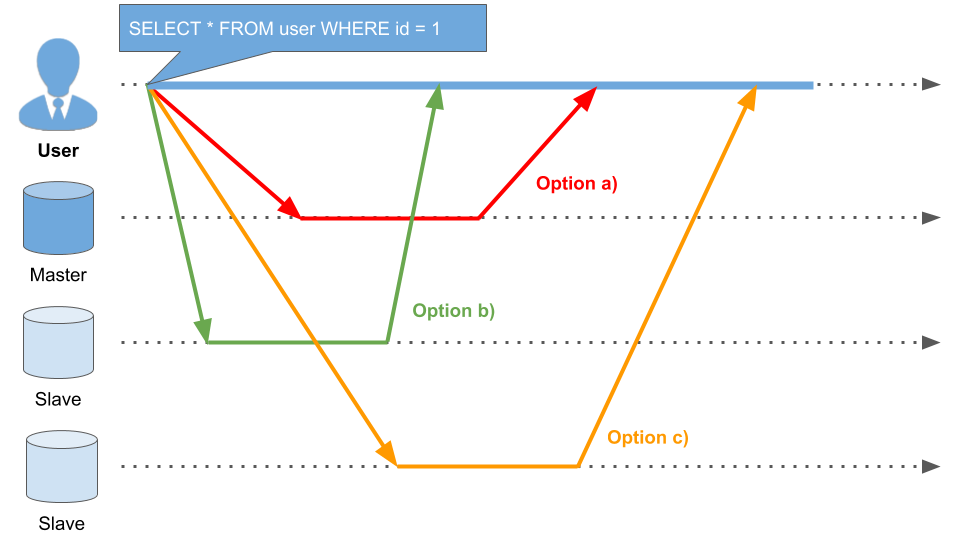 SELECT * FROM user WHERE id = 1
User
Option a)
Master
Option b)
Slave
Option c)
Slave